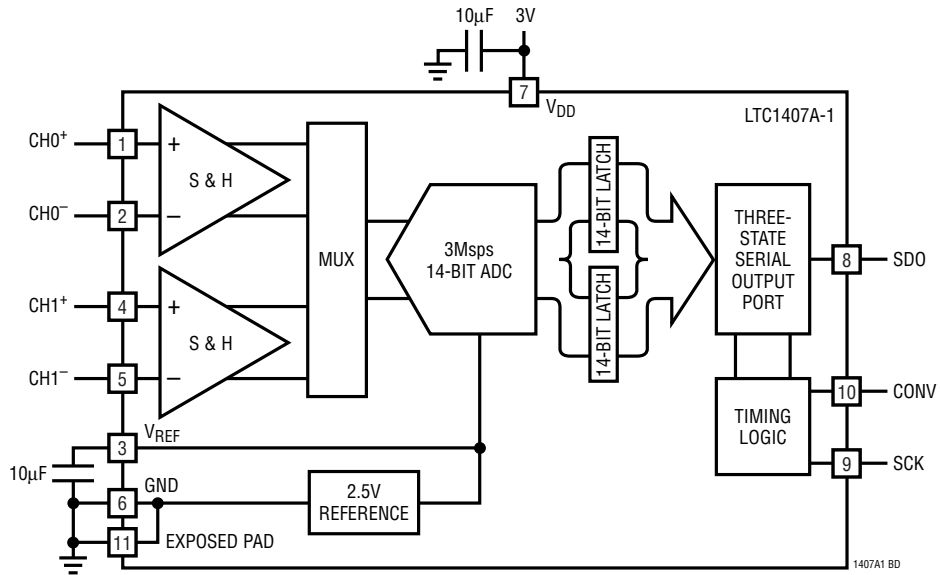 10µF
3V
7
VDD
LTC1407A-1
CH0+
1
+
S & H
CH0–
2
–
CH1+
4
+
S & H
CH1–
5
–
MUX
3Msps
14-BIT ADC
14-BIT LATCH
14-BIT LATCH
THREE-
STATE
SERIAL
OUTPUT
PORT
8
SDO
10
CONV
TIMING
LOGIC
9
SCK
VREF
3
10µF
GND
6
2.5V
REFERENCE
11
EXPOSED PAD
1407A1 BD